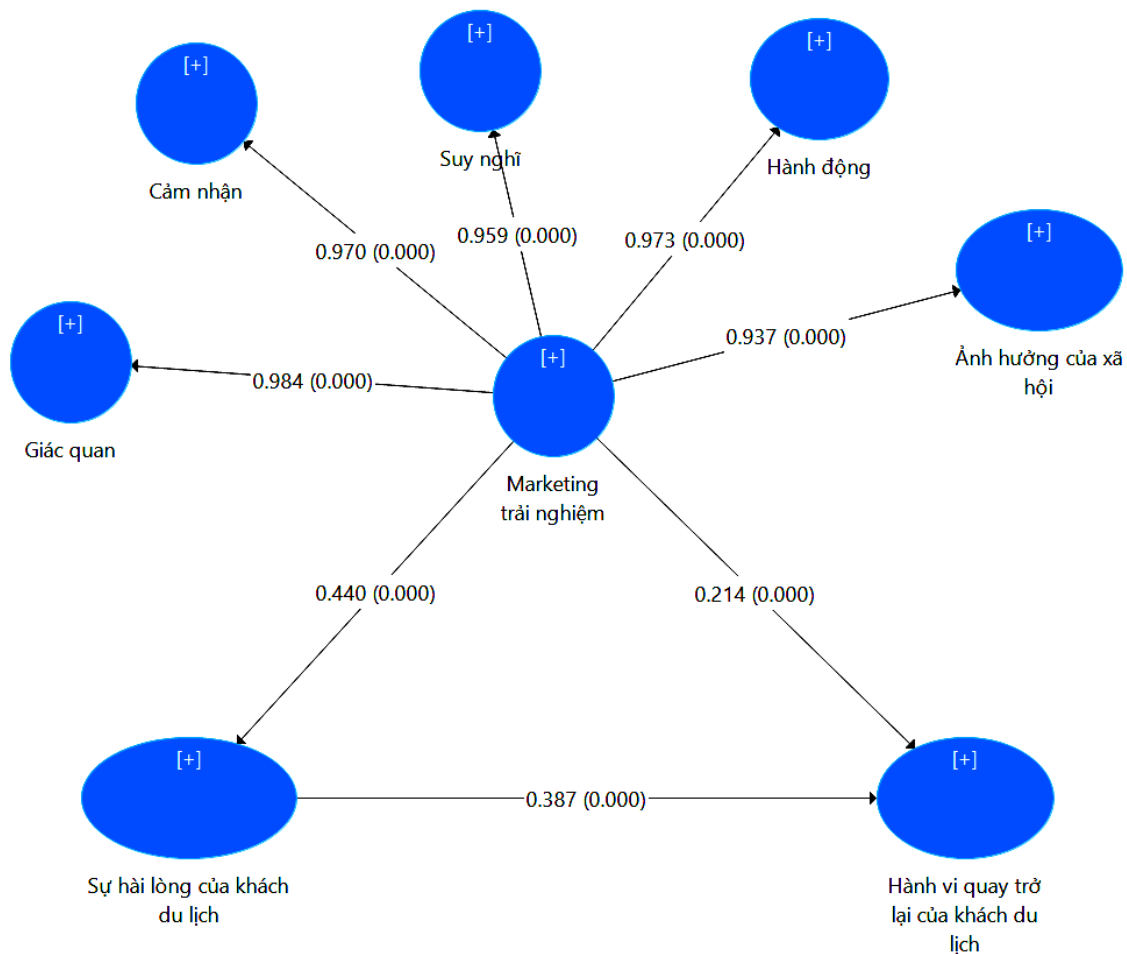 [+]
Suy nghĩ
[+]
Hành động
[+]
Cảm nhận
[+]
Ảnh hưởng của xã
hội
0.970 (0.000)
0.959 (0.000)
0.973 (0.000)
0.937 (0.000)
[+]
Giác quan
0.984 (0.000)
[+]
Marketing
trải nghiệm
0.440 (0.000)
0.214 (0.000)
[+]
Sự hài lòng của khách
du lịch
0.387 (0.000)
[+]
Hành vi quay trở
lại của khách du
lịch